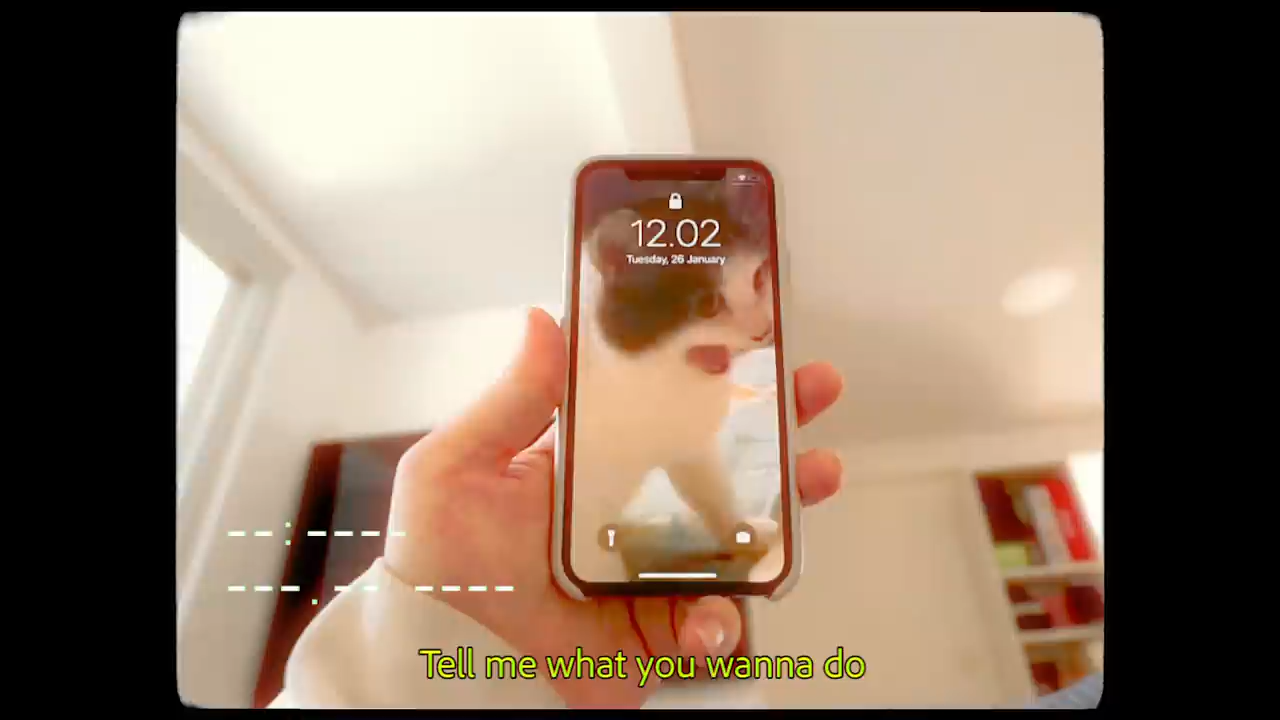 12.02
Tuesday, 26 January
--:----
---.-- ----
Tell me what you wanna do